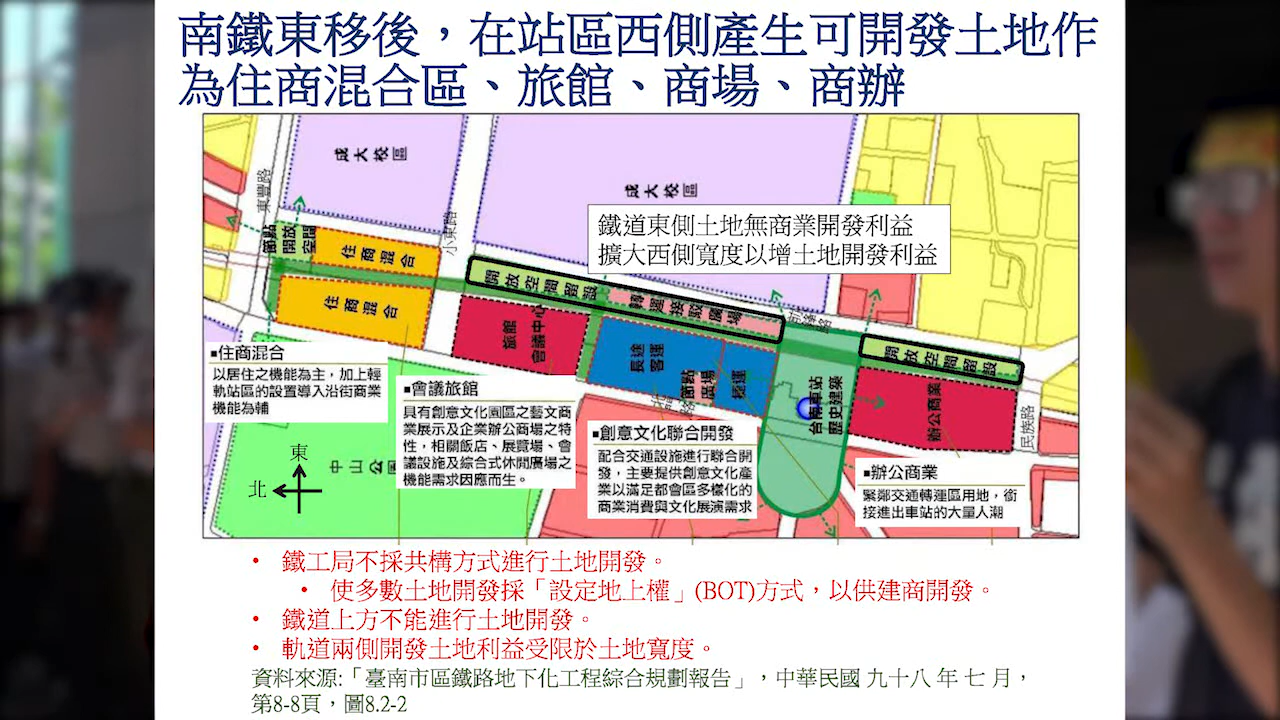 南鐵東移後，在站區西側產生可開發土地作
為住商混合區、旅館、商場、商辦
成大校區
成大校區
東豐路
小東路
鐵道東側土地無商業開發利益
擴大西側寬度以增土地開發利益
節點
開放
空間
住商混合
住商混合
開放空間留設
轉運接駁廣場
開放空間留設
旅館
會議中心
長途
客運
節點
廣場
捷運
台南車站
歷史建築
辦公商業
民族路
■住商混合
以居住之機能為主，加上輕
軌站區的設置導入沿街商業
機能為輔
■會議旅館
具有創意文化園區之藝文商
業展示及企業辦公商場之特
性，相關飯店、展覽場、會
議設施及綜合式休閒廣場之
機能需求因應而生。
■創意文化聯合開發
配合交通設施進行聯合開
發，主要提供創意文化產
業以滿足都會區多樣化的
商業消費與文化展演需求
■辦公商業
緊鄰交通轉運區用地，銜
接進出車站的大量人潮
中山公園
東
北
• 鐵工局不採共構方式進行土地開發。
• 使多數土地開發採「設定地上權」(BOT)方式，以供建商開發。
• 鐵道上方不能進行土地開發。
• 軌道兩側開發土地利益受限於土地寬度。
資料來源:「臺南市區鐵路地下化工程綜合規劃報告」，中華民國 九十八 年 七 月，
第8-8頁，圖8.2-2